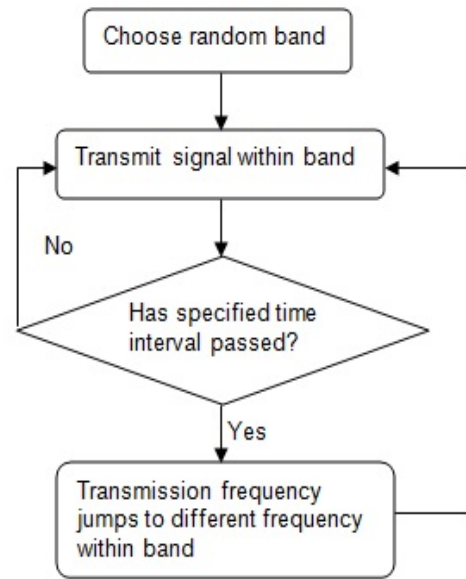 Choose random band
Transmit signal within band
No
Has specified time
interval passed?
Yes
Transmission frequency
jumps to different frequency
within band